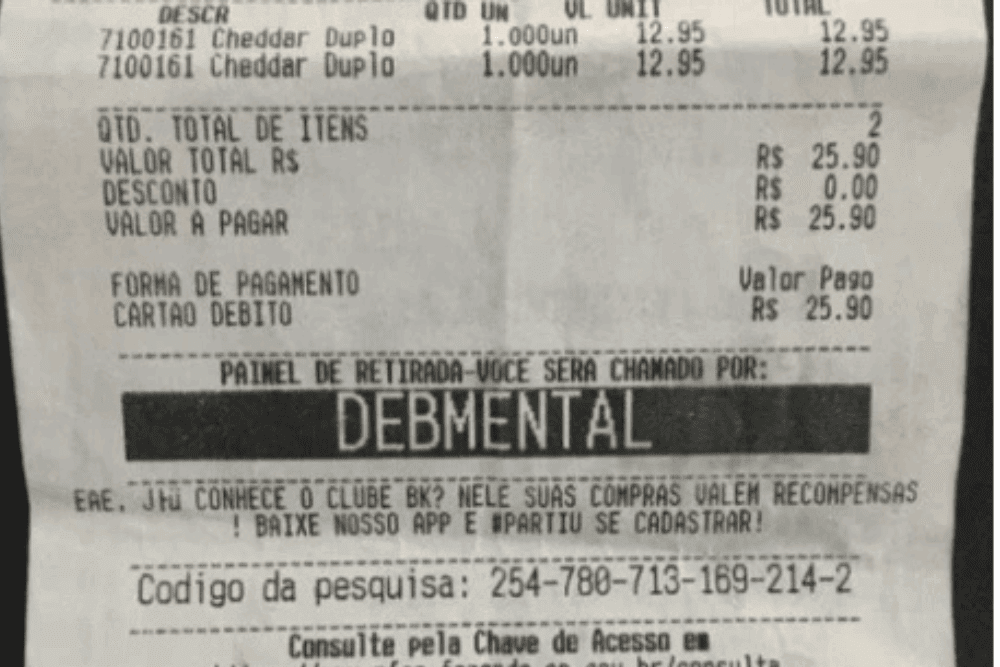 DESCR QTD UN VL UNIT TOTAL
7100161 Cheddar Duplo 1.000un 12.95 12.95
7100161 Cheddar Duplo 1.000un 12.95 12.95
QTD. TOTAL DE ITENS 2
VALOR TOTAL R$ R$ 25.90
DESCONTO R$ 0.00
VALOR A PAGAR R$ 25.90
FORMA DE PAGAMENTO Valor Pago
CARTAO DEBITO R$ 25.90
PAINEL DE RETIRADA-VOCE SERA CHAMADO POR:
DEBMENTAL
EAE, CONHECE O CLUBE BK? NELE SUAS COMPRAS VALEM RECOMPENSAS
! BAIXE NOSSO APP E #PARTIU SE CADASTRAR!
Codigo da pesquisa: 254-780-713-169-214-2
Consulte pela Chave de Acesso em